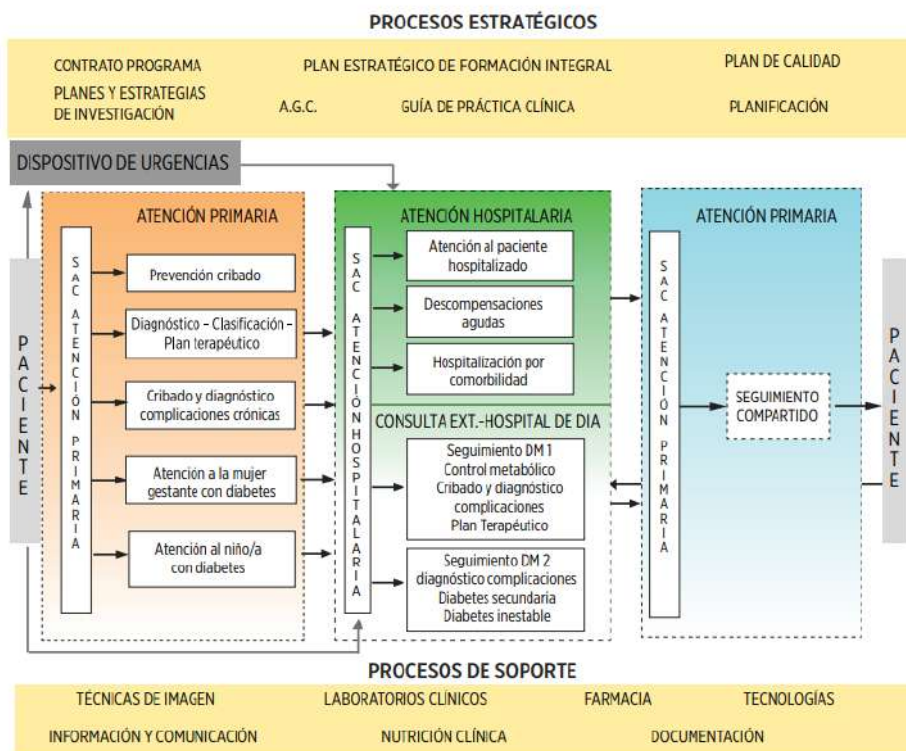 PROCESOS ESTRATÉGICOS
CONTRATO PROGRAMA
PLAN ESTRATÉGICO DE FORMACIÓN INTEGRAL
PLAN DE CALIDAD
PLANES Y ESTRATEGIAS
DE INVESTIGACIÓN
A.G.C.
GUÍA DE PRÁCTICA CLÍNICA
PLANIFICACIÓN
DISPOSITIVO DE URGENCIAS
PACIENTE
ATENCIÓN PRIMARIA
SAC ATENCIÓN PRIMARIA
Prevención cribado
Diagnóstico – Clasificación –
Plan terapéutico
Cribado y diagnóstico
complicaciones crónicas
Atención a la mujer
gestante con diabetes
Atención al niño/a
con diabetes
ATENCIÓN HOSPITALARIA
SAC ATENCIÓN HOSPITALARIA
Atención al paciente
hospitalizado
Descompensaciones
agudas
Hospitalización por
comorbilidad
CONSULTA EXT.-HOSPITAL DE DIA
Seguimiento DM 1
Control metabólico
Cribado y diagnóstico
complicaciones
Plan Terapéutico
Seguimiento DM 2
diagnóstico complicaciones
Diabetes secundaria
Diabetes inestable
ATENCIÓN PRIMARIA
SAC ATENCIÓN PRIMARIA
SEGUIMIENTO
COMPARTIDO
PACIENTE
PROCESOS DE SOPORTE
TÉCNICAS DE IMAGEN
LABORATORIOS CLÍNICOS
FARMACIA
TECNOLOGÍAS
INFORMACIÓN Y COMUNICACIÓN
NUTRICIÓN CLÍNICA
DOCUMENTACIÓN